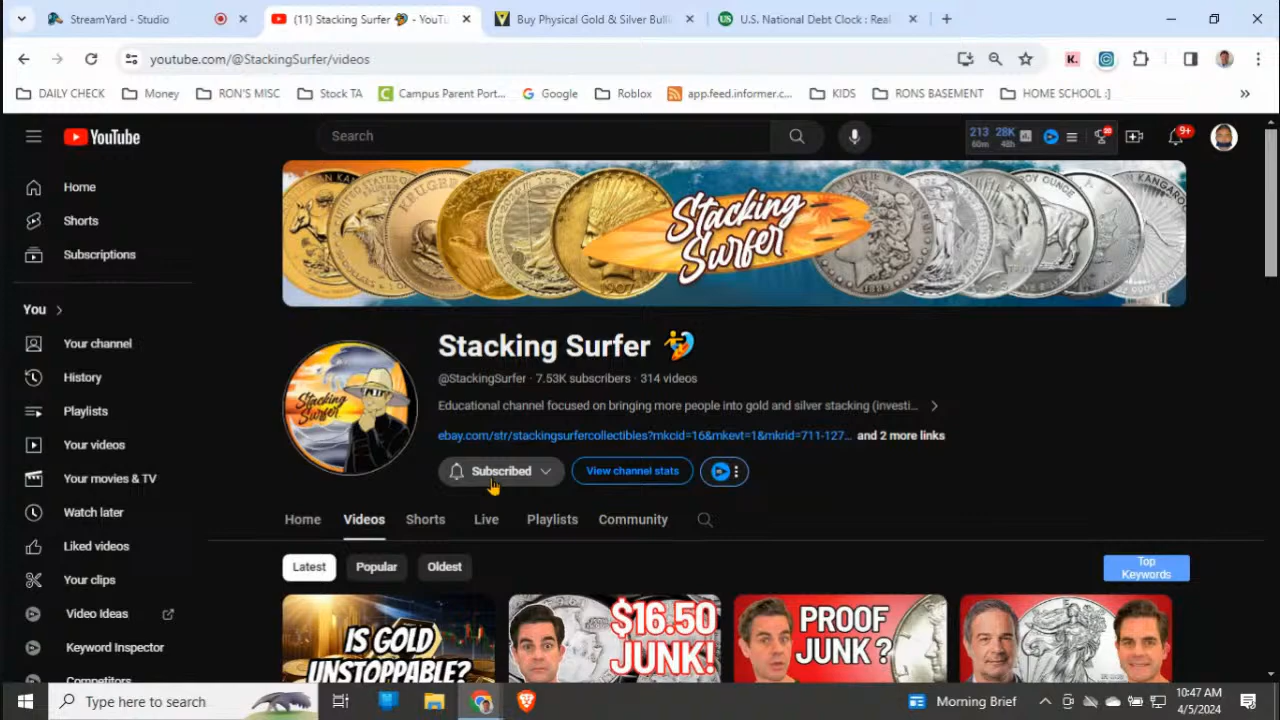 StreamYard - Studio
(11) Stacking Surfer 🏄 - YouTu
Buy Physical Gold & Silver Bulli
U.S. National Debt Clock : Real
youtube.com/@StackingSurfer/videos
DAILY CHECK
Money
RON'S MISC
Stock TA
Campus Parent Port...
Google
Roblox
app.feed.informer.c...
KIDS
RONS BASEMENT
HOME SCHOOL :]
YouTube
Search
213
60m
28K
48h
9+
Home
Shorts
Subscriptions
You
Your channel
History
Playlists
Your videos
Your movies & TV
Watch later
Liked videos
Your clips
Video Ideas
Keyword Inspector
Competitors
Stacking
Surfer
1907
Stacking Surfer 🏄
@StackingSurfer · 7.53K subscribers · 314 videos
Educational channel focused on bringing more people into gold and silver stacking (investi...
ebay.com/str/stackingsurfercollectibles?mkcid=16&mkevt=1&mkrid=711-127... and 2 more links
Subscribed
View channel stats
Home
Videos
Shorts
Live
Playlists
Community
Latest
Popular
Oldest
Top
Keywords
IS GOLD
UNSTOPPABLE?
$16.50
JUNK!
PROOF
JUNK?
Type here to search
Morning Brief
10:47 AM
4/5/2024